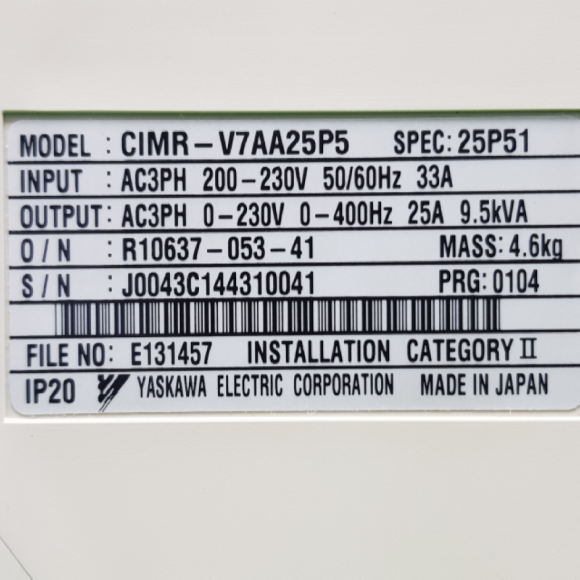 MODEL : CIMR-V7AA25P5 SPEC: 25P51
INPUT : AC3PH 200-230V 50/60Hz 33A
OUTPUT: AC3PH 0-230V 0-400Hz 25A 9.5kVA
O / N : R10637-053-41 MASS: 4.6kg
S / N : J0043C144310041 PRG: 0104
FILE NO: E131457 INSTALLATION CATEGORY II
IP20 YASKAWA ELECTRIC CORPORATION MADE IN JAPAN